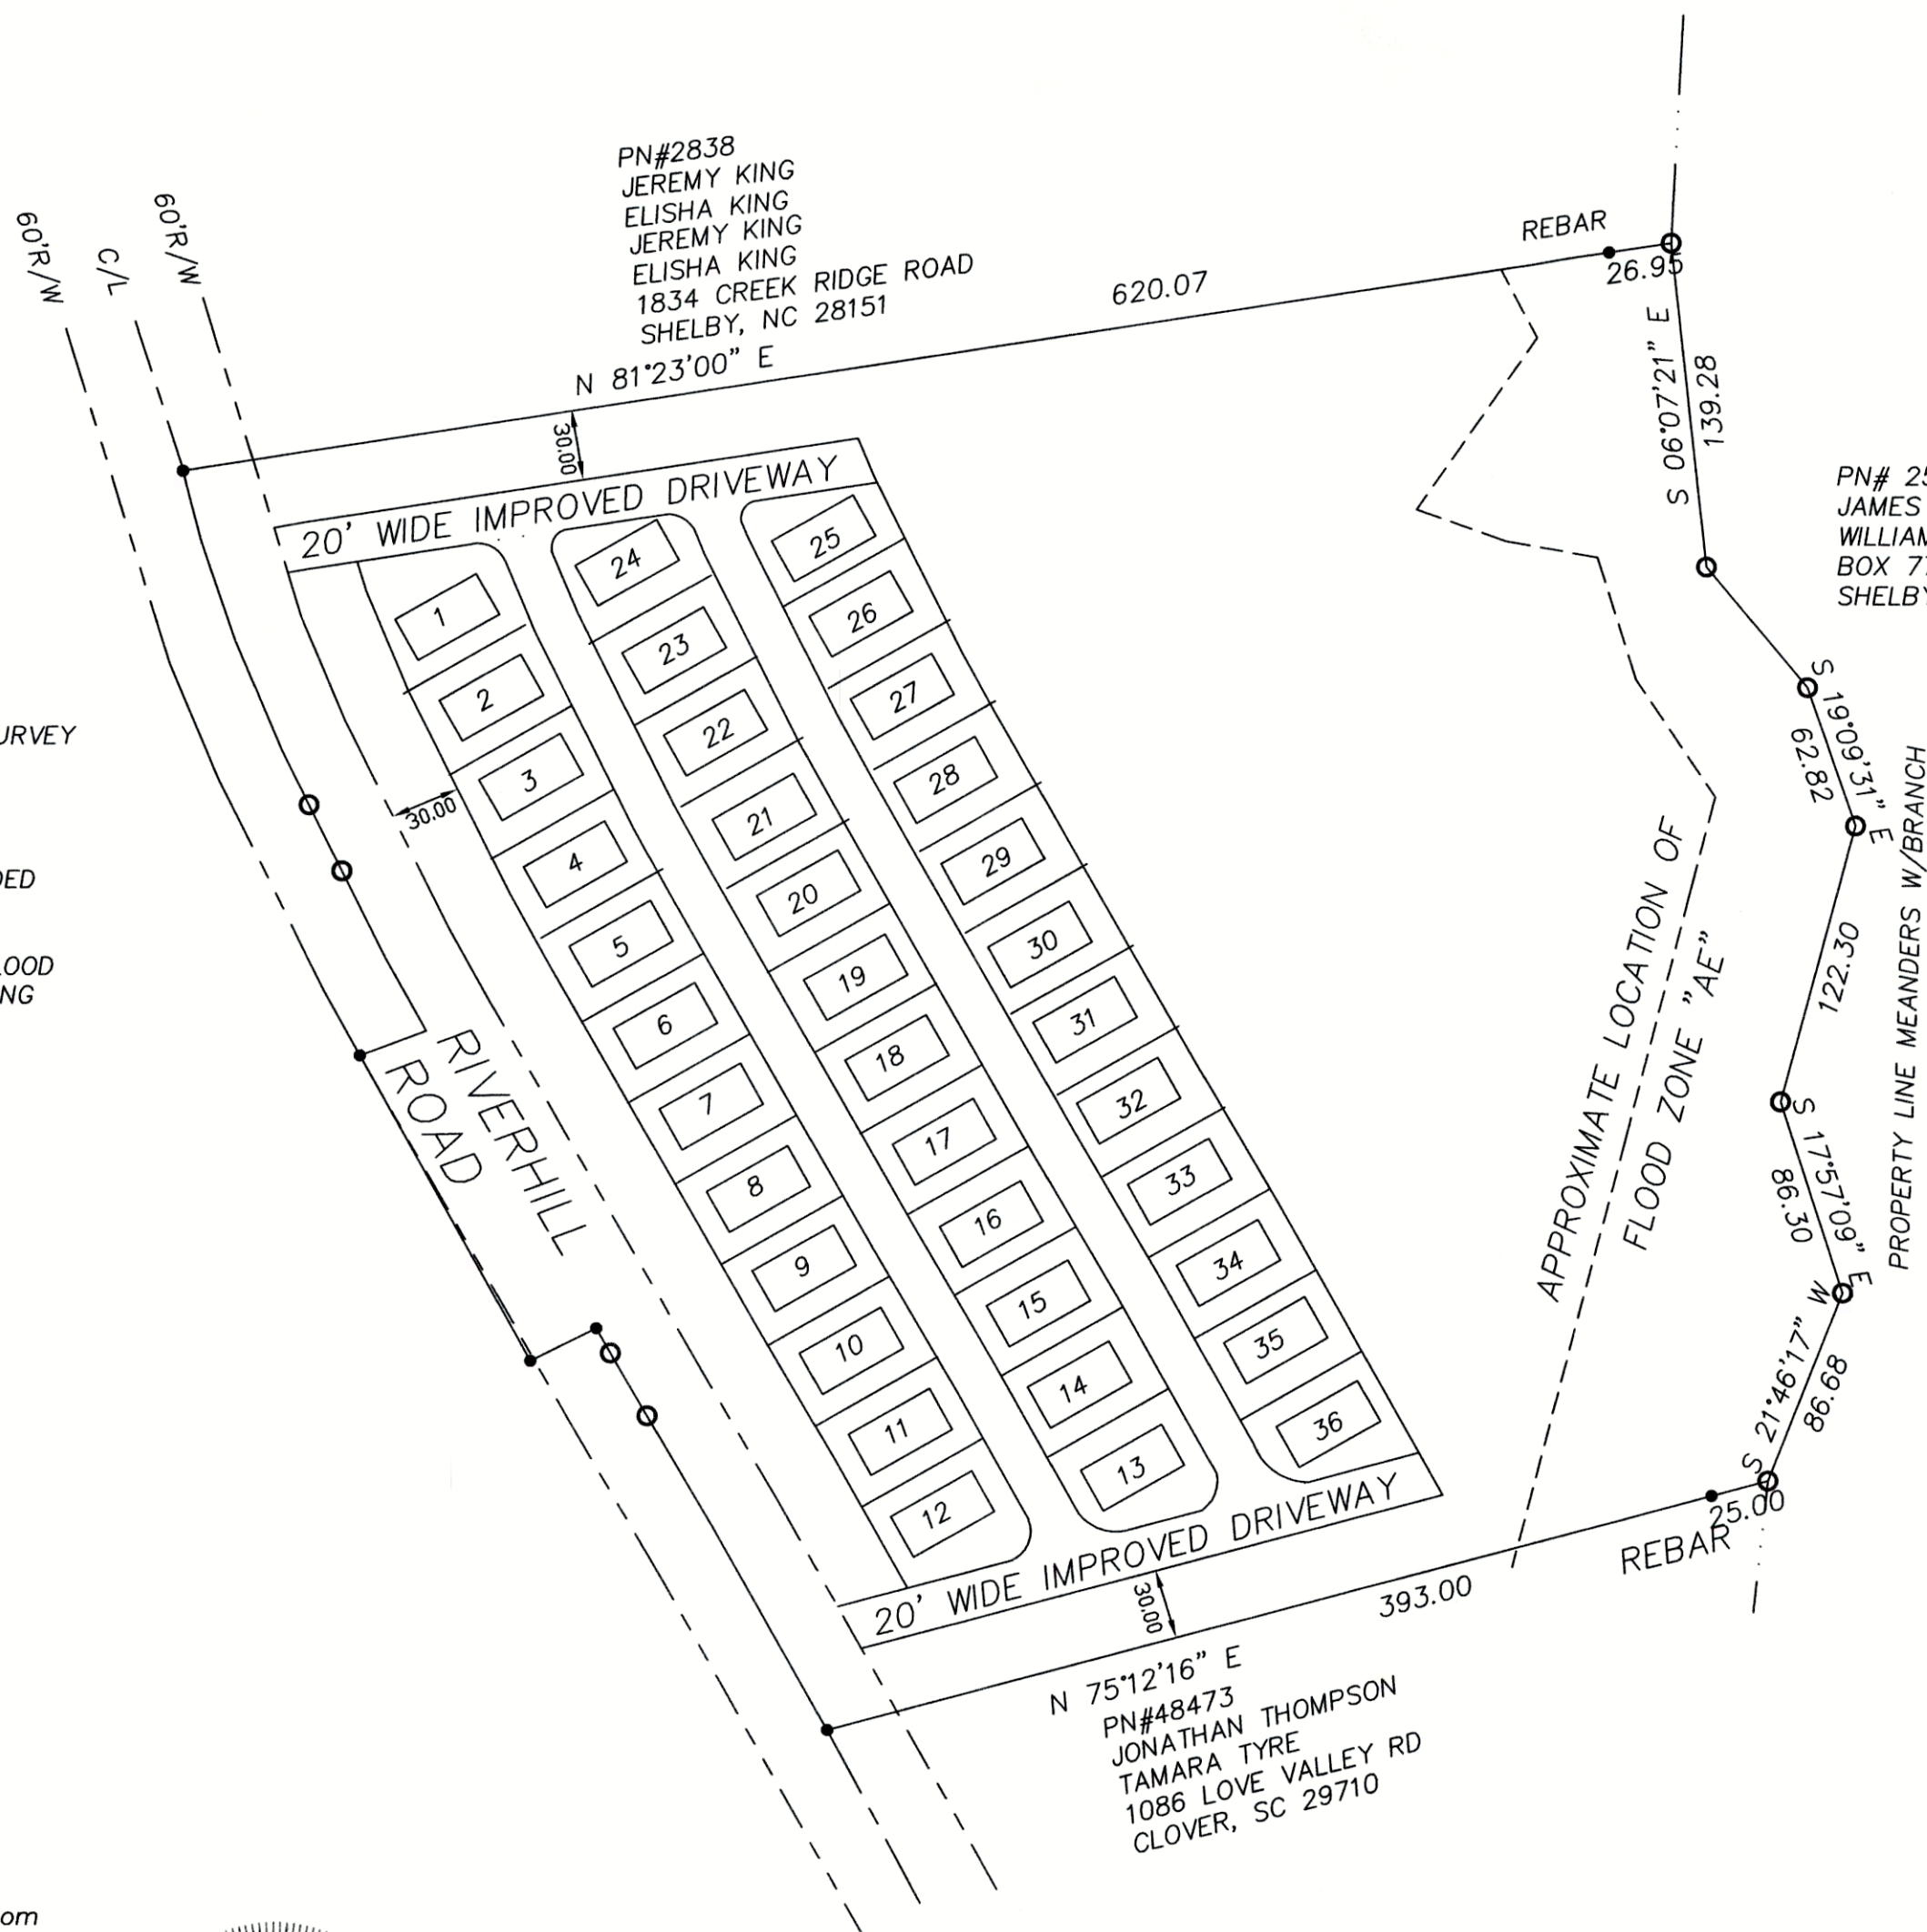 PN#2838
JEREMY KING
ELISHA KING
JEREMY KING
ELISHA KING
1834 CREEK RIDGE ROAD
SHELBY, NC 28151
N 81°23'00" E
620.07
REBAR
26.95
60'R/W
C/L
60'R/W
30.00
20' WIDE IMPROVED DRIVEWAY
S 06°07'21" E
139.28
PN# 25
JAMES
WILLIAM
BOX 77
SHELBY
1
2
3
4
5
6
7
8
9
10
11
12
24
23
22
21
20
19
18
17
16
15
14
13
25
26
27
28
29
30
31
32
33
34
35
36
30.00
URVEY
DED
LOOD
NG
RIVERHILL
ROAD
APPROXIMATE LOCATION OF
FLOOD ZONE "AE"
S 19°09'31" E
62.82
122.30
PROPERTY LINE MEANDERS W/BRANCH
S 17°57'09" E
86.30
S 21°46'17" W
86.68
25.00
REBAR
20' WIDE IMPROVED DRIVEWAY
30.00
393.00
N 75°12'16" E
PN#48473
JONATHAN THOMPSON
TAMARA TYRE
1086 LOVE VALLEY RD
CLOVER, SC 29710
om